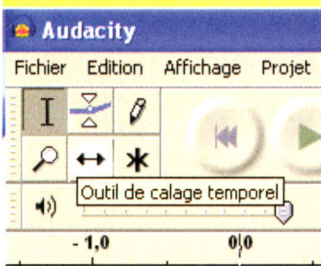 Audacity
Fichier Edition Affichage Projet
Outil de calage temporel
- 1,0 0,0